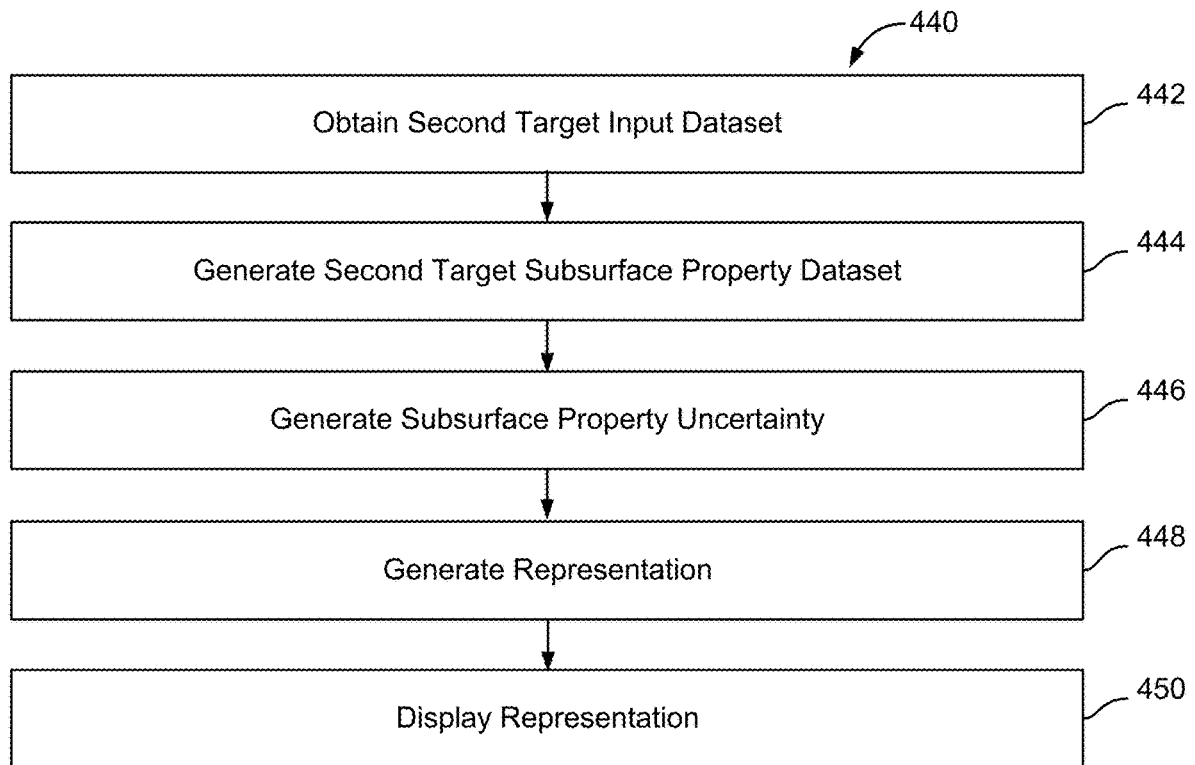 440
Obtain Second Target Input Dataset
442
Generate Second Target Subsurface Property Dataset
444
Generate Subsurface Property Uncertainty
446
Generate Representation
448
Display Representation
450